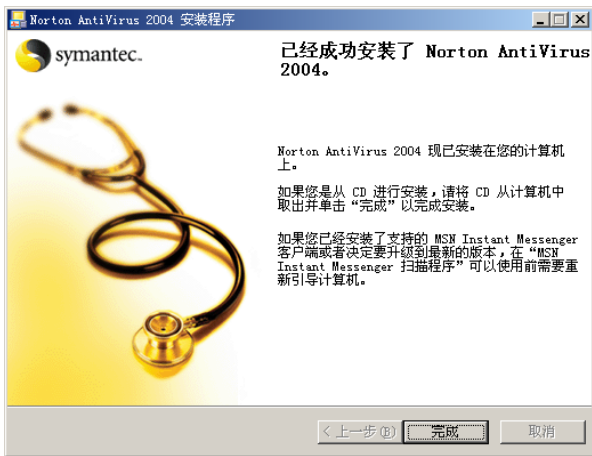 Norton AntiVirus 2004 安装程序
symantec.
已经成功安装了 Norton AntiVirus
2004。
Norton AntiVirus 2004 现已安装在您的计算机
上。
如果您是从 CD 进行安装，请将 CD 从计算机中
取出并单击“完成”以完成安装。
如果您已经安装了支持的 MSN Instant Messenger
客户端或者决定要升级到最新的版本，在“MSN
Instant Messenger 扫描程序”可以使用前需要重
新引导计算机。
< 上一步(B)
完成
取消